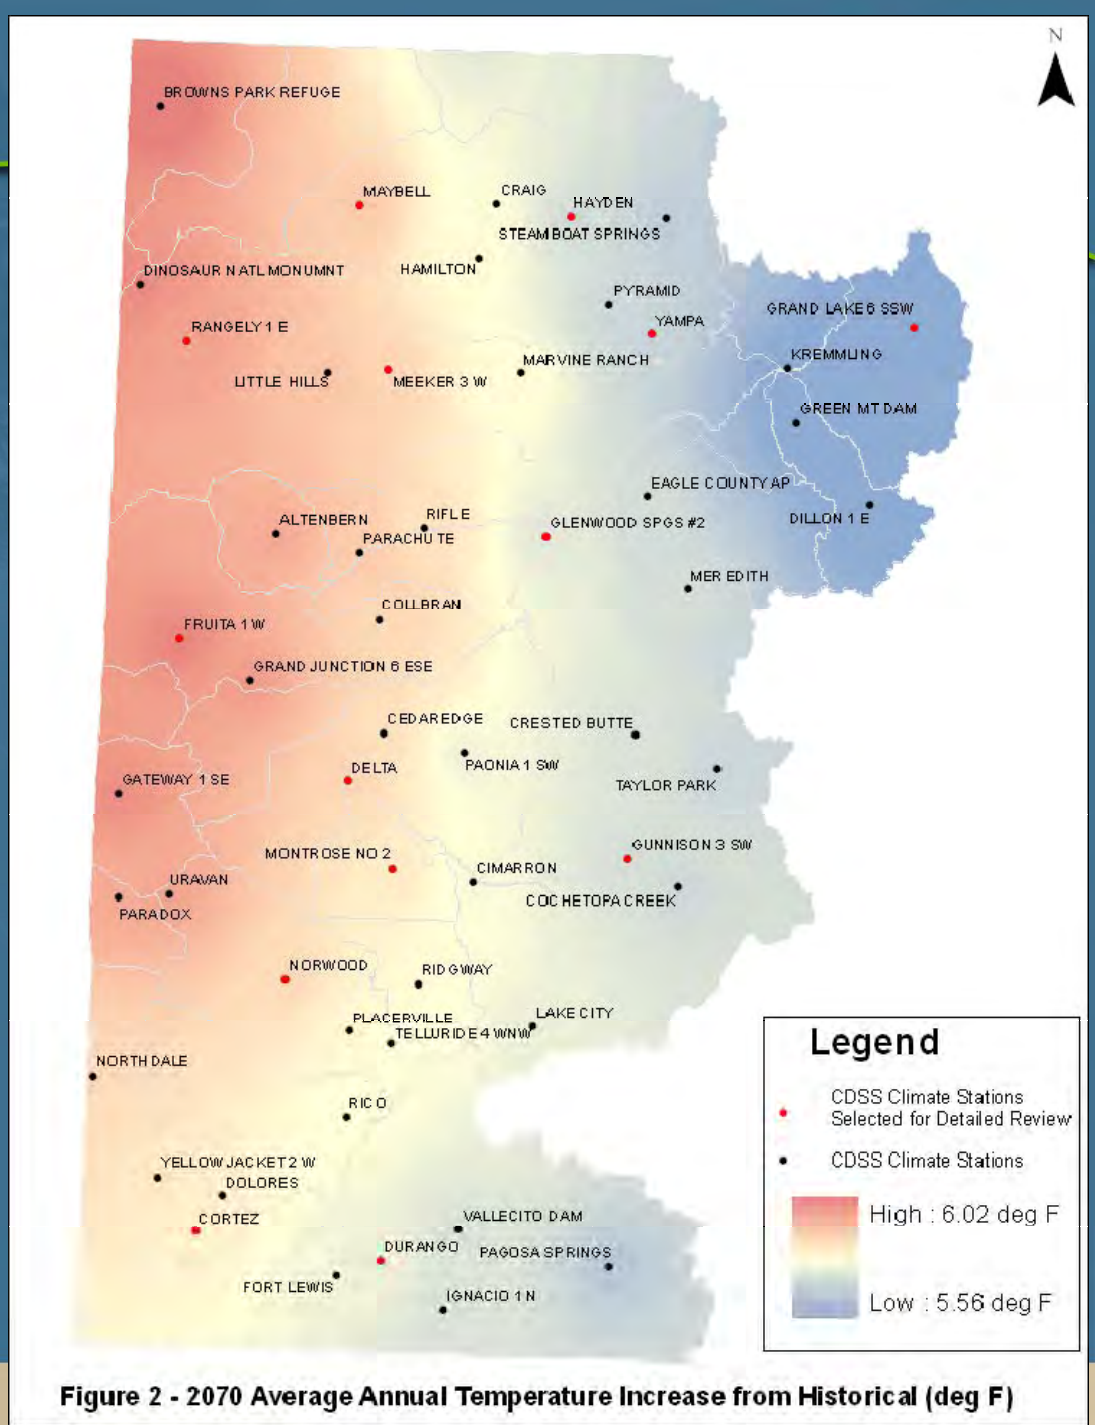 N
BROWNS PARK REFUGE
MAYBELL
CRAIG
HAYDEN
STEAMBOAT SPRINGS
HAMILTON
DINOSAUR NATL MONUMNT
PYRAMID
GRAND LAKE 6 SSW
RANGELY 1 E
YAMPA
KREMMLING
MARVINE RANCH
LITTLE HILLS
MEEKER 3 W
GREEN MT DAM
EAGLE COUNTY AP
RIFLE
ALTENBERN
GLENWOOD SPGS #2
DILLON 1 E
PARACHUTE
MEREDITH
COLLBRAN
FRUITA 1 W
GRAND JUNCTION 6 ESE
CEDAREDGE
CRESTED BUTTE
PAONIA 1 SW
DELTA
GATEWAY 1 SE
TAYLOR PARK
GUNNISON 3 SW
MONTROSE NO 2
CIMARRON
URAVAN
COCHETOPA CREEK
PARADOX
NORWOOD
RIDGWAY
LAKE CITY
PLACERVILLE
TELLURIDE 4 WNW
NORTHDALE
RICO
YELLOW JACKET 2 W
DOLORES
CORTEZ
VALLECITO DAM
DURANGO
PAGOSA SPRINGS
FORT LEWIS
IGNACIO 1 N
Legend
CDSS Climate Stations
Selected for Detailed Review
CDSS Climate Stations
High : 6.02 deg F
Low : 5.56 deg F
Figure 2 - 2070 Average Annual Temperature Increase from Historical (deg F)